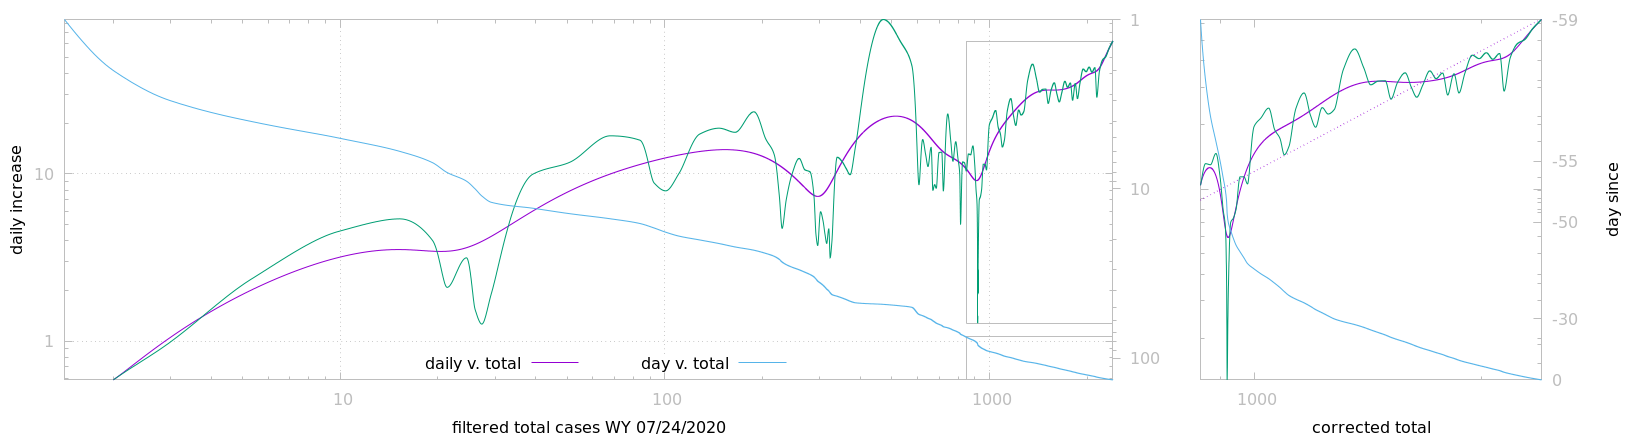 1
-59
daily increase
10
10
-55
-50
day since
1
daily v. total
day v. total
100
-30
0
10
100
1000
1000
filtered total cases WY 07/24/2020
corrected total